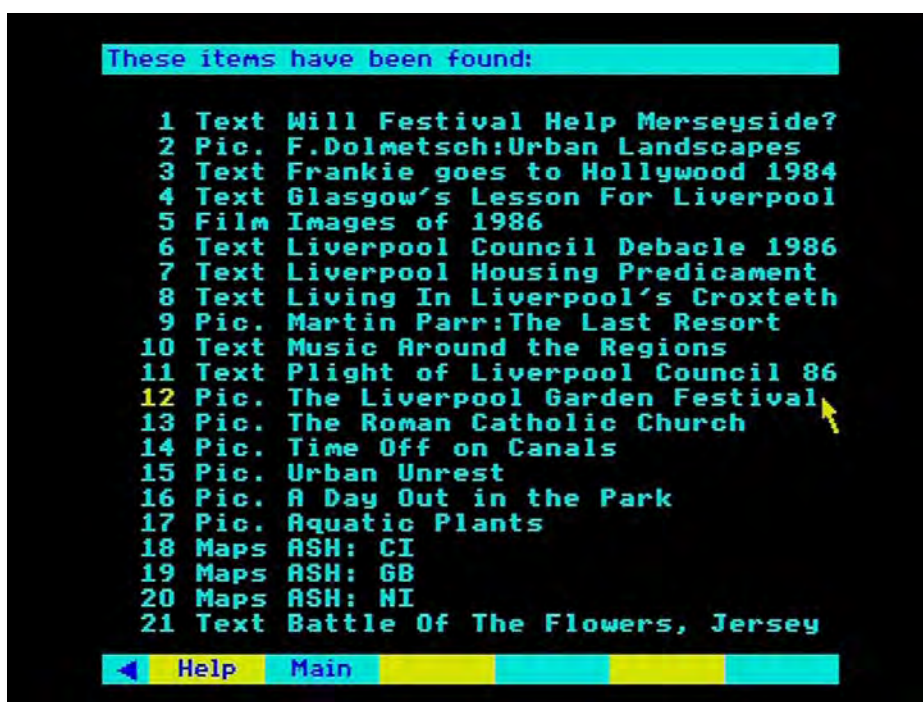 These items have been found:
1 Text Will Festival Help Merseyside?
2 Pic. F.Dolmetsch:Urban Landscapes
3 Text Frankie goes to Hollywood 1984
4 Text Glasgow's Lesson For Liverpool
5 Film Images of 1986
6 Text Liverpool Council Debacle 1986
7 Text Liverpool Housing Predicament
8 Text Living In Liverpool's Croxteth
9 Pic. Martin Parr:The Last Resort
10 Text Music Around the Regions
11 Text Plight of Liverpool Council 86
12 Pic. The Liverpool Garden Festival
13 Pic. The Roman Catholic Church
14 Pic. Time Off on Canals
15 Pic. Urban Unrest
16 Pic. A Day Out in the Park
17 Pic. Aquatic Plants
18 Maps ASH: CI
19 Maps ASH: GB
20 Maps ASH: NI
21 Text Battle Of The Flowers, Jersey
Help Main